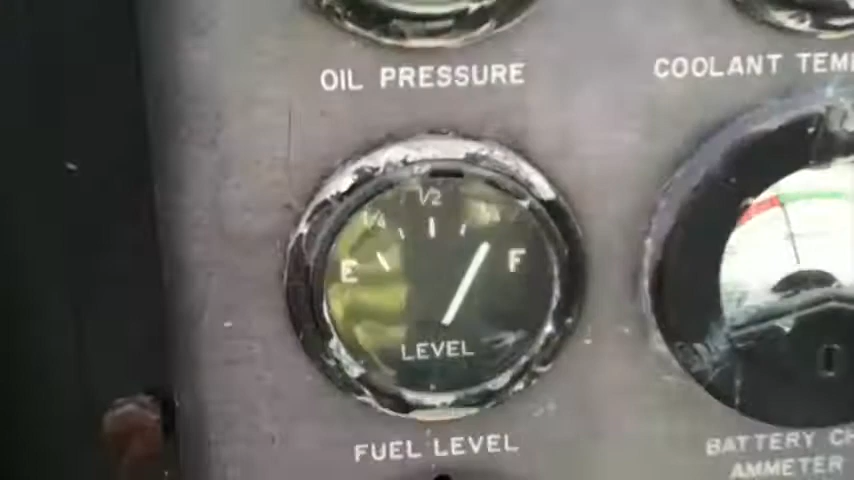 OIL PRESSURE
COOLANT TEM
1/4 1/2 3/4
E F
LEVEL
FUEL LEVEL
BATTERY CH
AMMETER